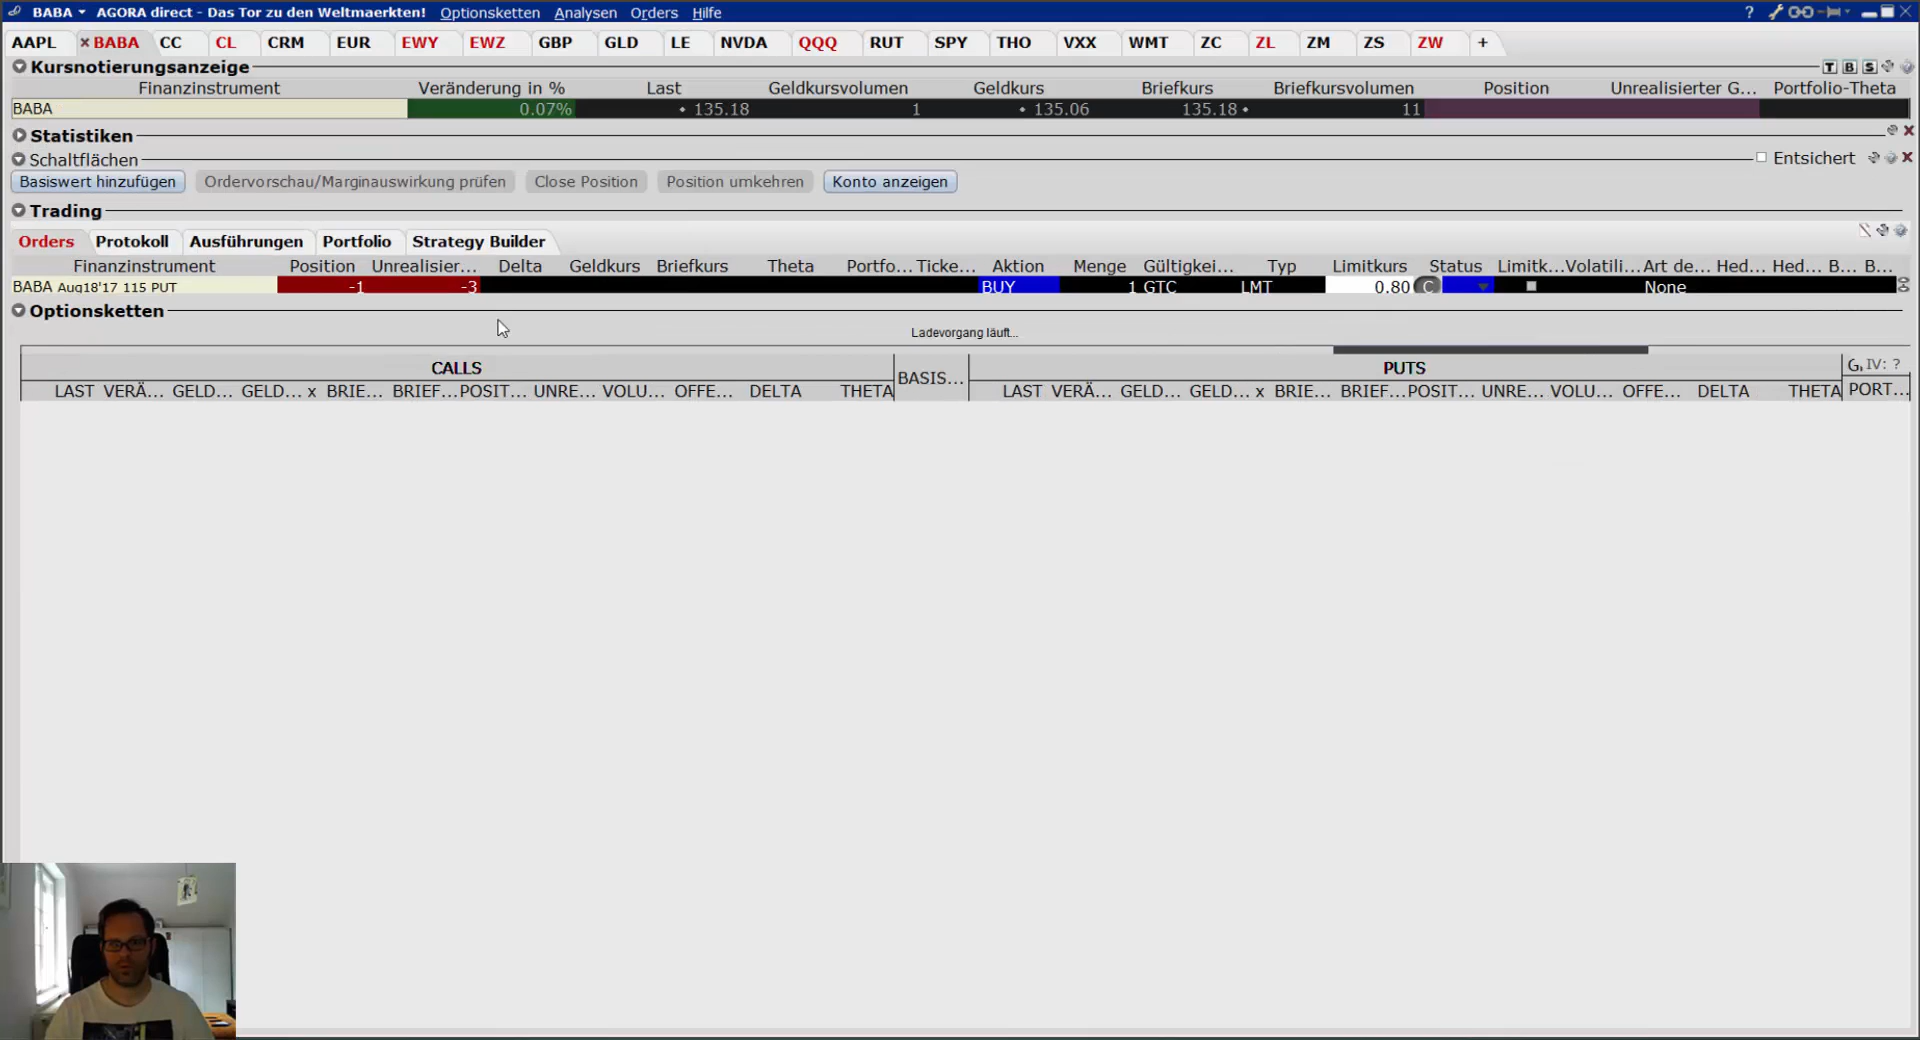 BABA AGORA direct - Das Tor zu den Weltmaerkten! Optionsketten Analysen Orders Hilfe ?
AAPL × BABA CC CL CRM EUR EWY EWZ GBP GLD LE NVDA QQQ RUT SPY THO VXX WMT ZC ZL ZM ZS ZW +
Kursnotierungsanzeige T B S
Finanzinstrument Veränderung in % Last Geldkursvolumen Geldkurs Briefkurs Briefkursvolumen Position Unrealisierter G... Portfolio-Theta
BABA 0.07% • 135.18 1 • 135.06 135.18 • 11
Statistiken
Schaltflächen Entsichert
Basiswert hinzufügen Ordervorschau/Marginauswirkung prüfen Close Position Position umkehren Konto anzeigen
Trading
Orders Protokoll Ausführungen Portfolio Strategy Builder
Finanzinstrument Position Unrealisier... Delta Geldkurs Briefkurs Theta Portfo... Ticke... Aktion Menge Gültigkei... Typ Limitkurs Status Limitk... Volatili... Art de... Hed... Hed... B... B...
BABA Aug18'17 115 PUT -1 -3 BUY 1 GTC LMT 0.80 C None
Optionsketten
Ladevorgang läuft...
CALLS BASIS... PUTS G, IV: ?
LAST VERÄ... GELD... GELD... x BRIE... BRIEF... POSIT... UNRE... VOLU... OFFE... DELTA THETA LAST VERÄ... GELD... GELD... x BRIE... BRIEF... POSIT... UNRE... VOLU... OFFE... DELTA THETA PORT...